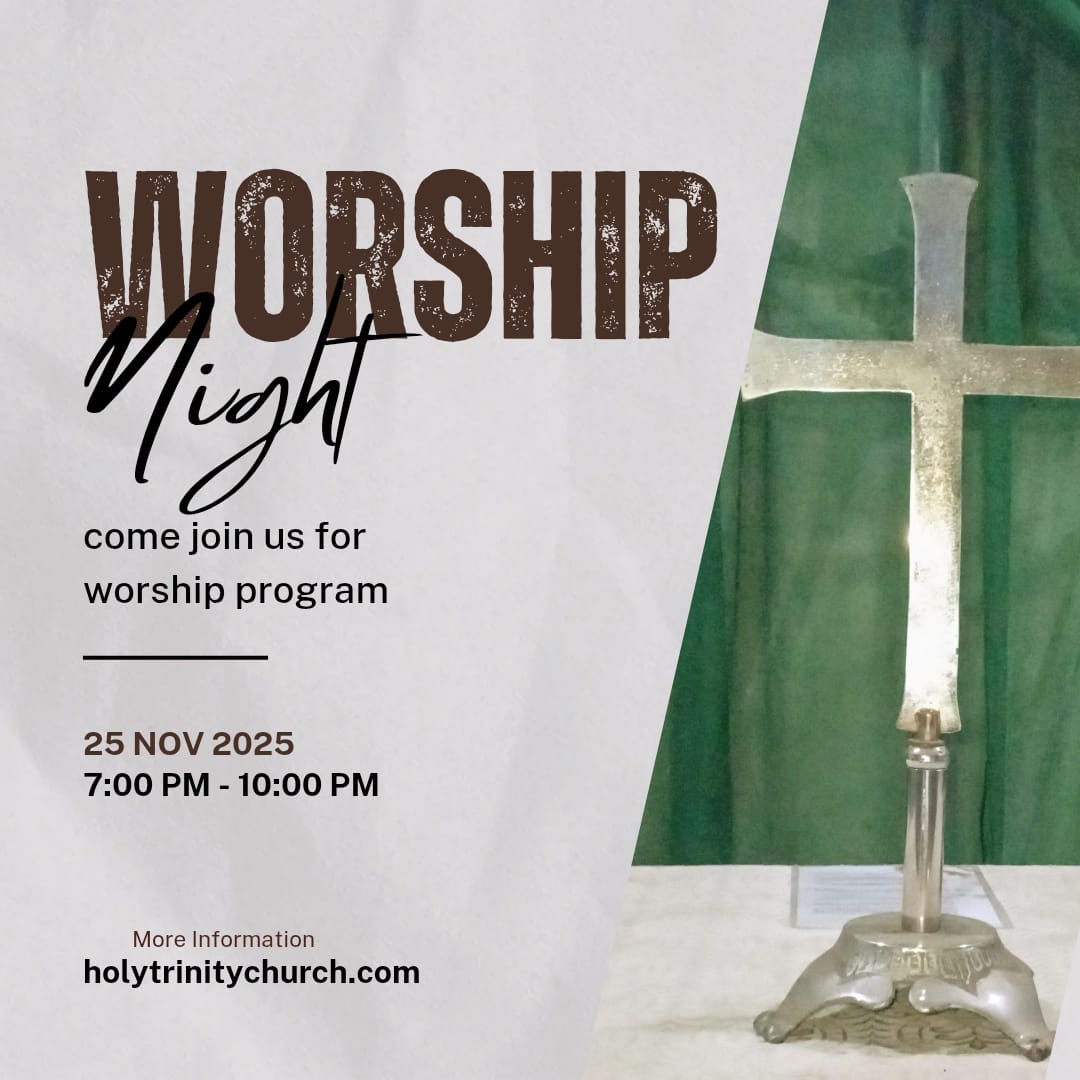 WORSHIP
Night
come join us for
worship program
25 NOV 2025
7:00 PM - 10:00 PM
More Information
holytrinitychurch.com